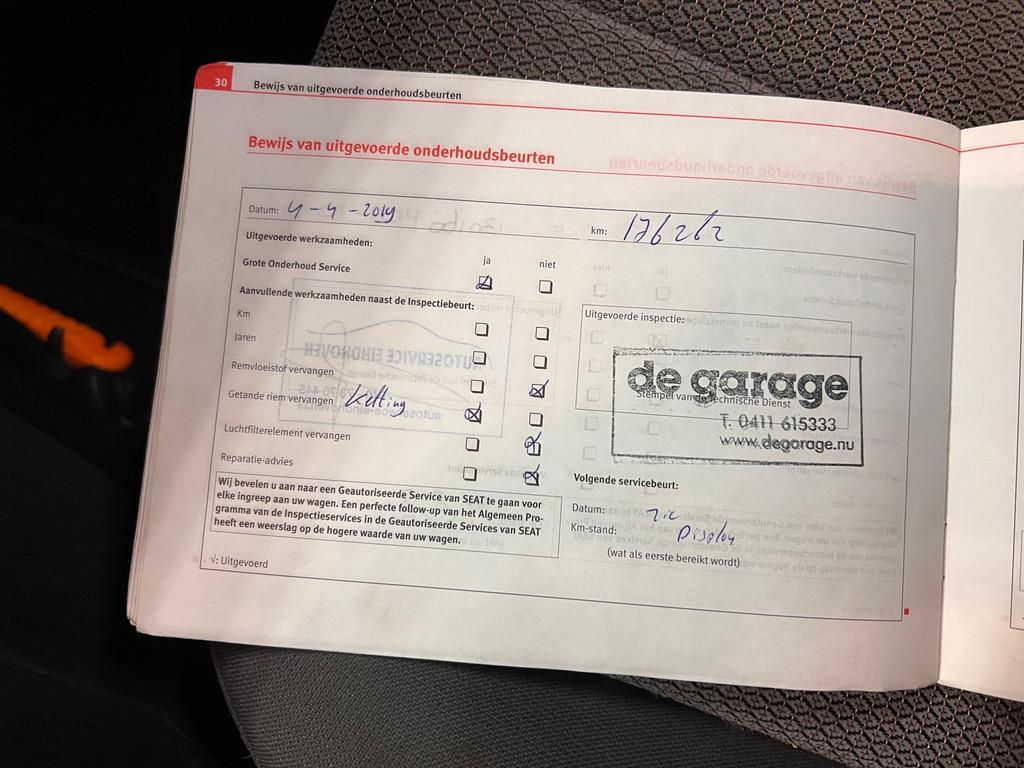 30 Bewijs van uitgevoerde onderhoudsbeurten
Bewijs van uitgevoerde onderhoudsbeurten
Datum: 4-4-2019
km: 176262
Uitgevoerde werkzaamheden:
ja niet
Grote Onderhoud Service
Aanvullende werkzaamheden naast de Inspectiebeurt:
Km
Jaren
Remvloeistof vervangen
Getande riem vervangen ketting
Luchtfilterelement vervangen
Reparatie-advies
Wij bevelen u aan naar een Geautoriseerde Service van SEAT te gaan voor
elke ingreep aan uw wagen. Een perfecte follow-up van het Algemeen Pro-
gramma van de Inspectieservices in de Geautoriseerde Services van SEAT
heeft een weerslag op de hogere waarde van uw wagen.
√: Uitgevoerd
Uitgevoerde inspectie:
de garage
Stempel van de Technische Dienst
T. 0411 615333
www.degarage.nu
Volgende servicebeurt:
Datum: zie
Km-stand: Display
(wat als eerste bereikt wordt)